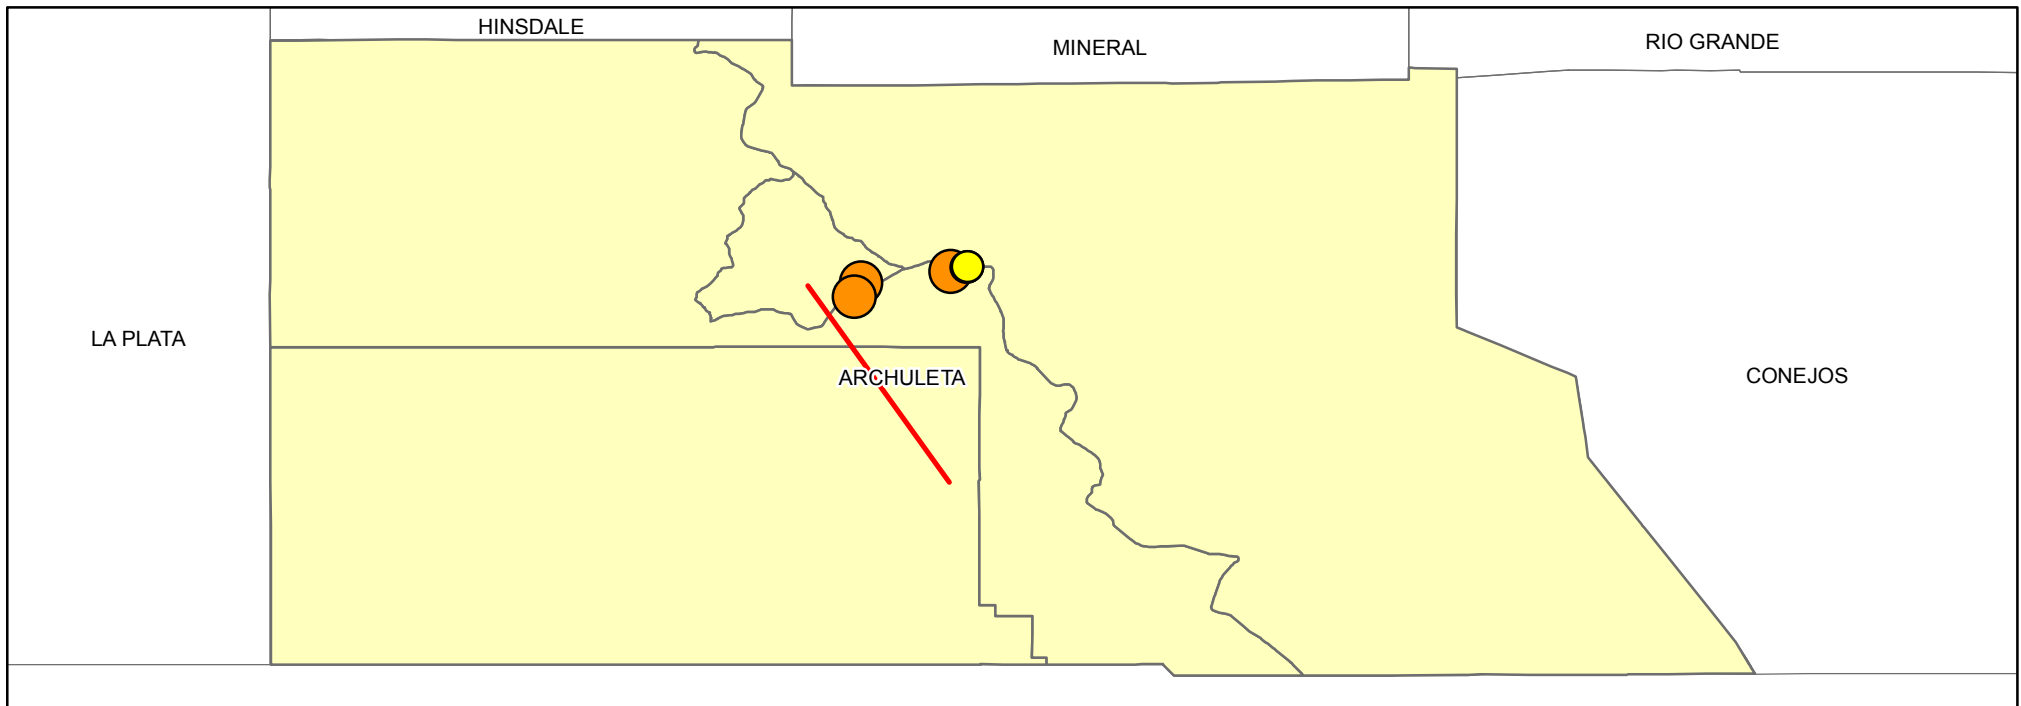 HINSDALE
MINERAL
RIO GRANDE
LA PLATA
ARCHULETA
CONEJOS